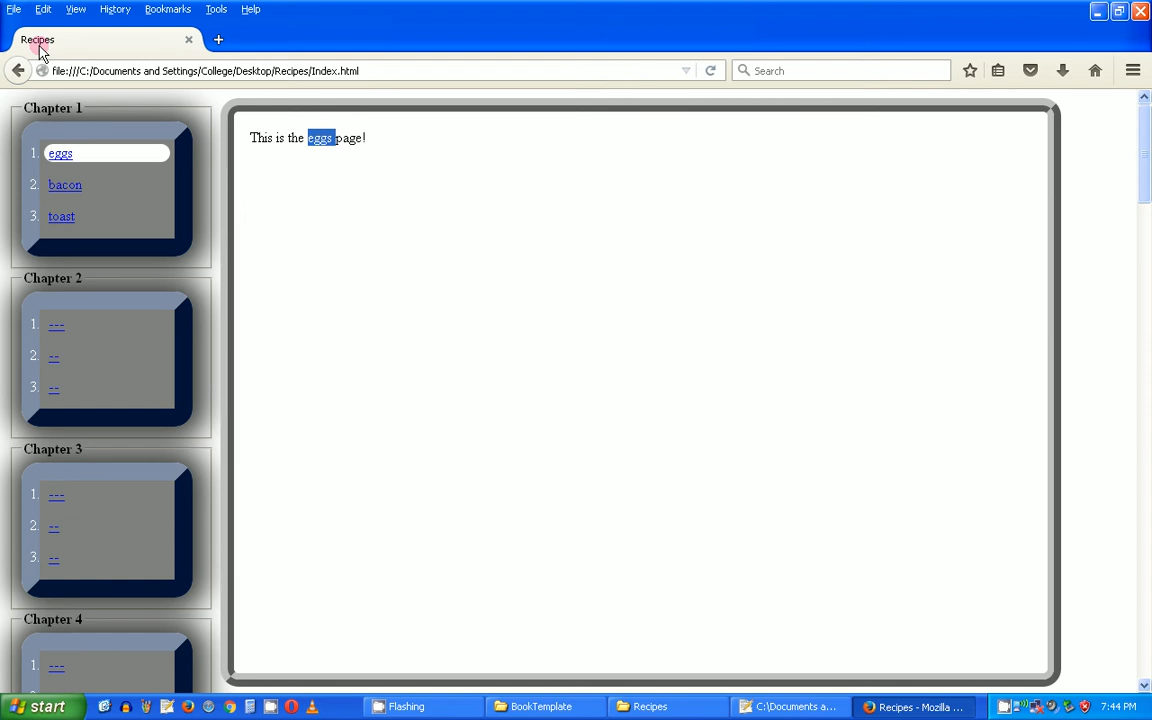 File Edit View History Bookmarks Tools Help
Recipes
file:///C:/Documents and Settings/College/Desktop/Recipes/Index.html
Search
Chapter 1
1. eggs
2. bacon
3. toast
This is the eggs page!
Chapter 2
1. ---
2. --
3. --
Chapter 3
1. ---
2. --
3. --
Chapter 4
1. ---
start Flashing BookTemplate Recipes C:\Documents a... Recipes - Mozilla ... 7:44 PM